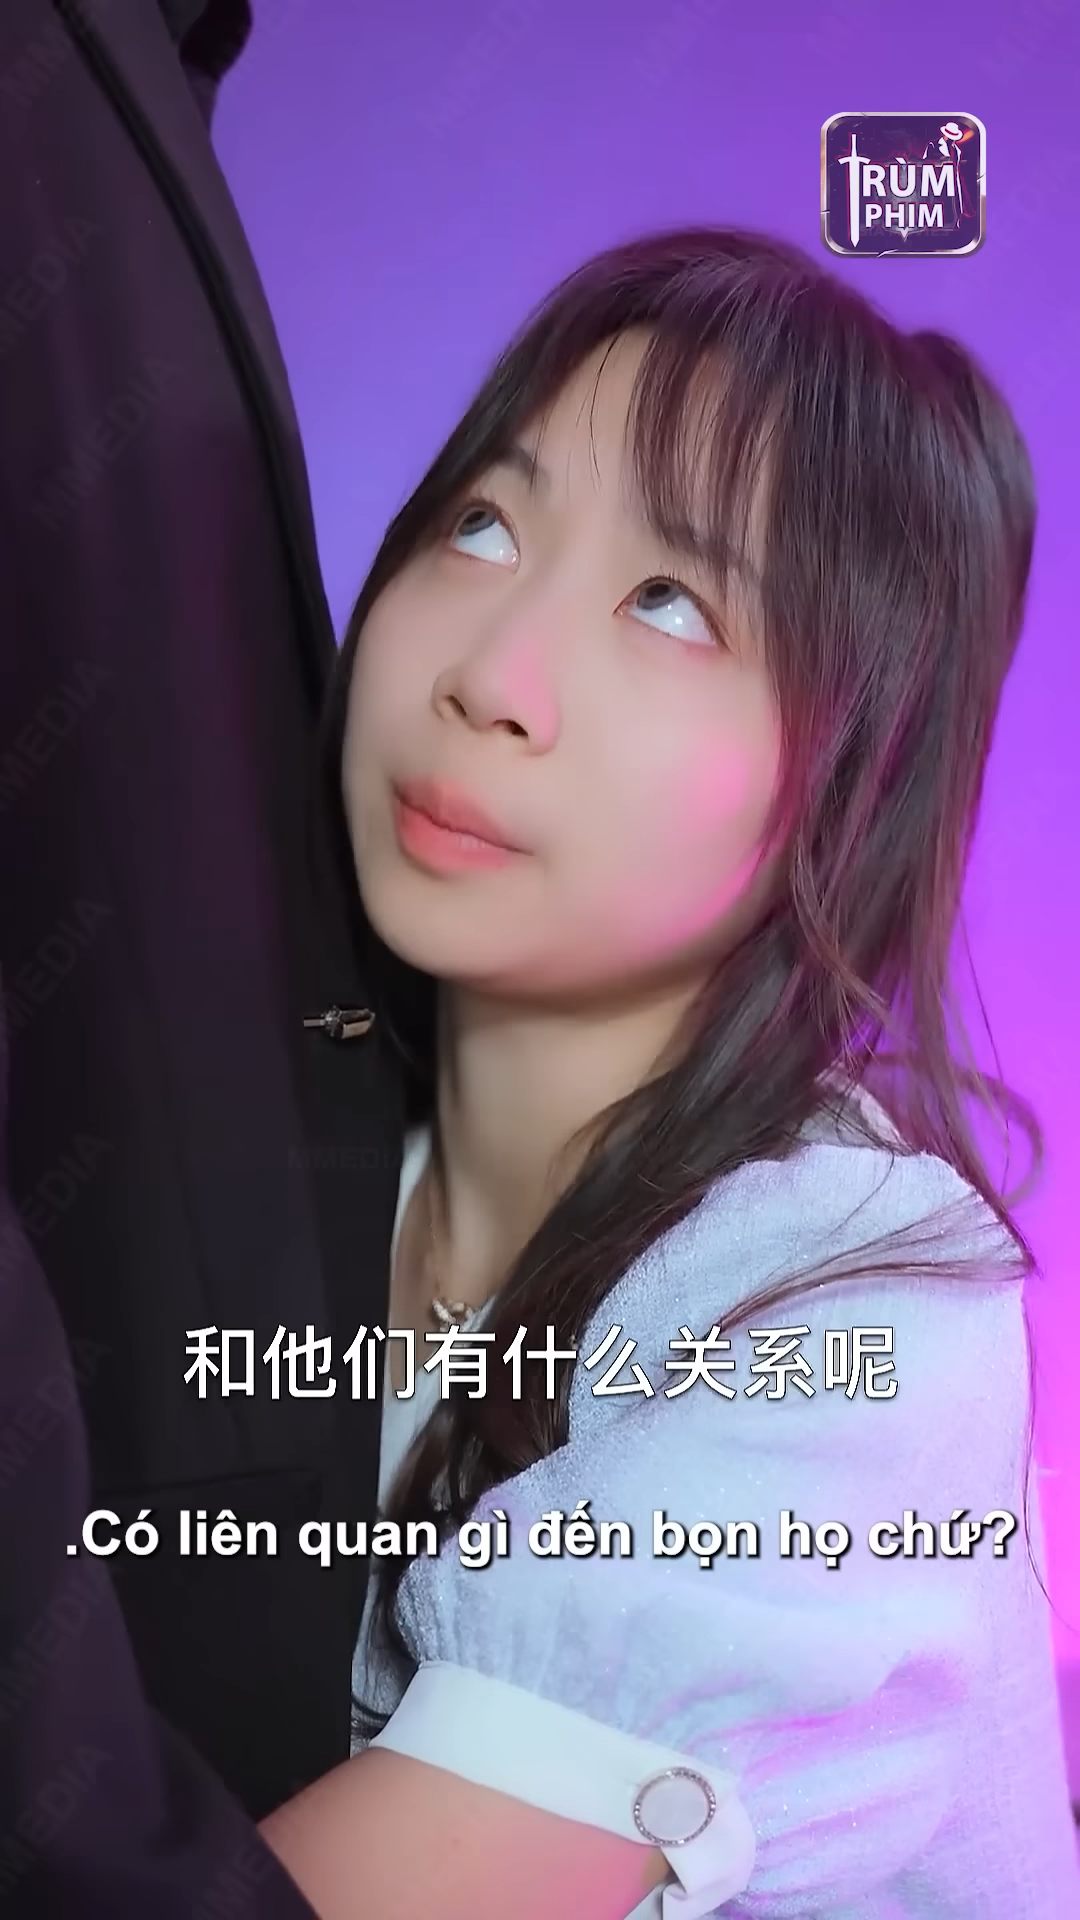 TRÙM
PHIM
和他们有什么关系呢
.Có liên quan gì đến bọn họ chứ?
MMEDIA